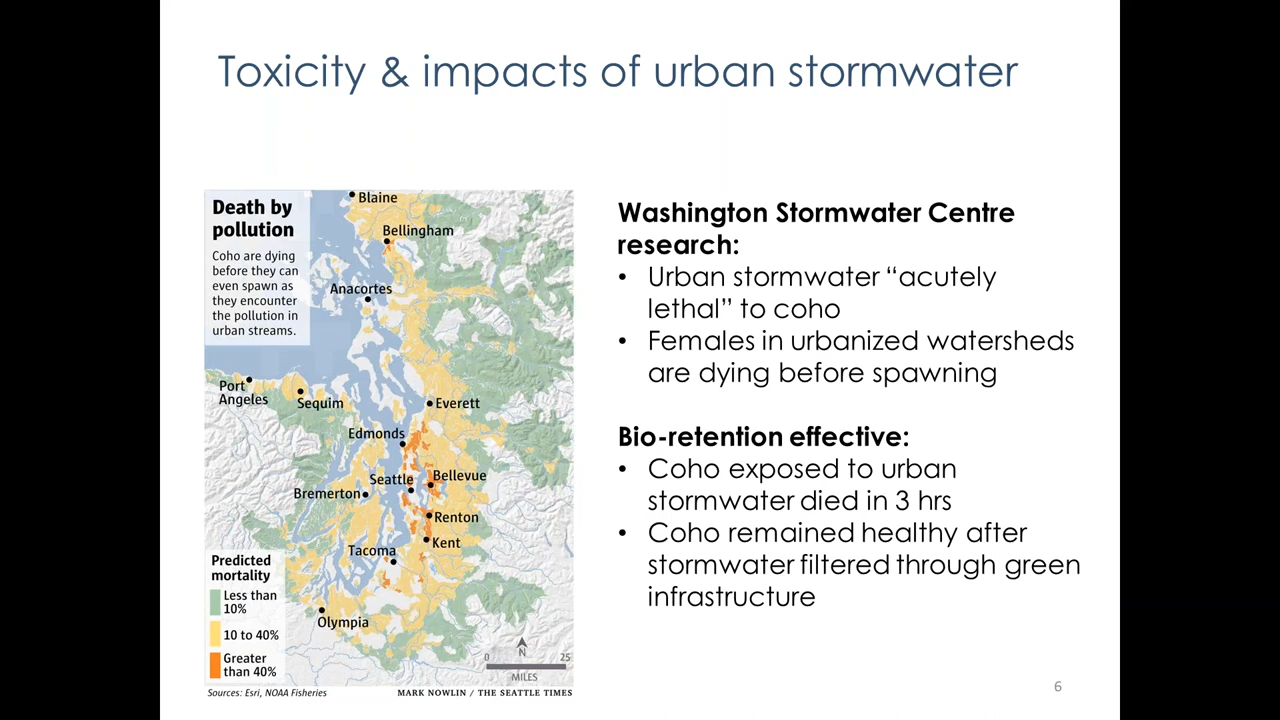 Toxicity & impacts of urban stormwater
Death by
pollution
Coho are dying
before they can
even spawn as
they encounter
the pollution in
urban streams.
Blaine
Bellingham
Anacortes
Port
Angeles
Sequim
Everett
Edmonds
Seattle
Bellevue
Bremerton
Renton
Kent
Tacoma
Olympia
Predicted
mortality
Less than
10%
10 to 40%
Greater
than 40%
N
0 25
MILES
Sources: Esri, NOAA Fisheries
MARK NOWLIN / THE SEATTLE TIMES
Washington Stormwater Centre
research:
• Urban stormwater “acutely
lethal” to coho
• Females in urbanized watersheds
are dying before spawning
Bio-retention effective:
• Coho exposed to urban
stormwater died in 3 hrs
• Coho remained healthy after
stormwater filtered through green
infrastructure
6